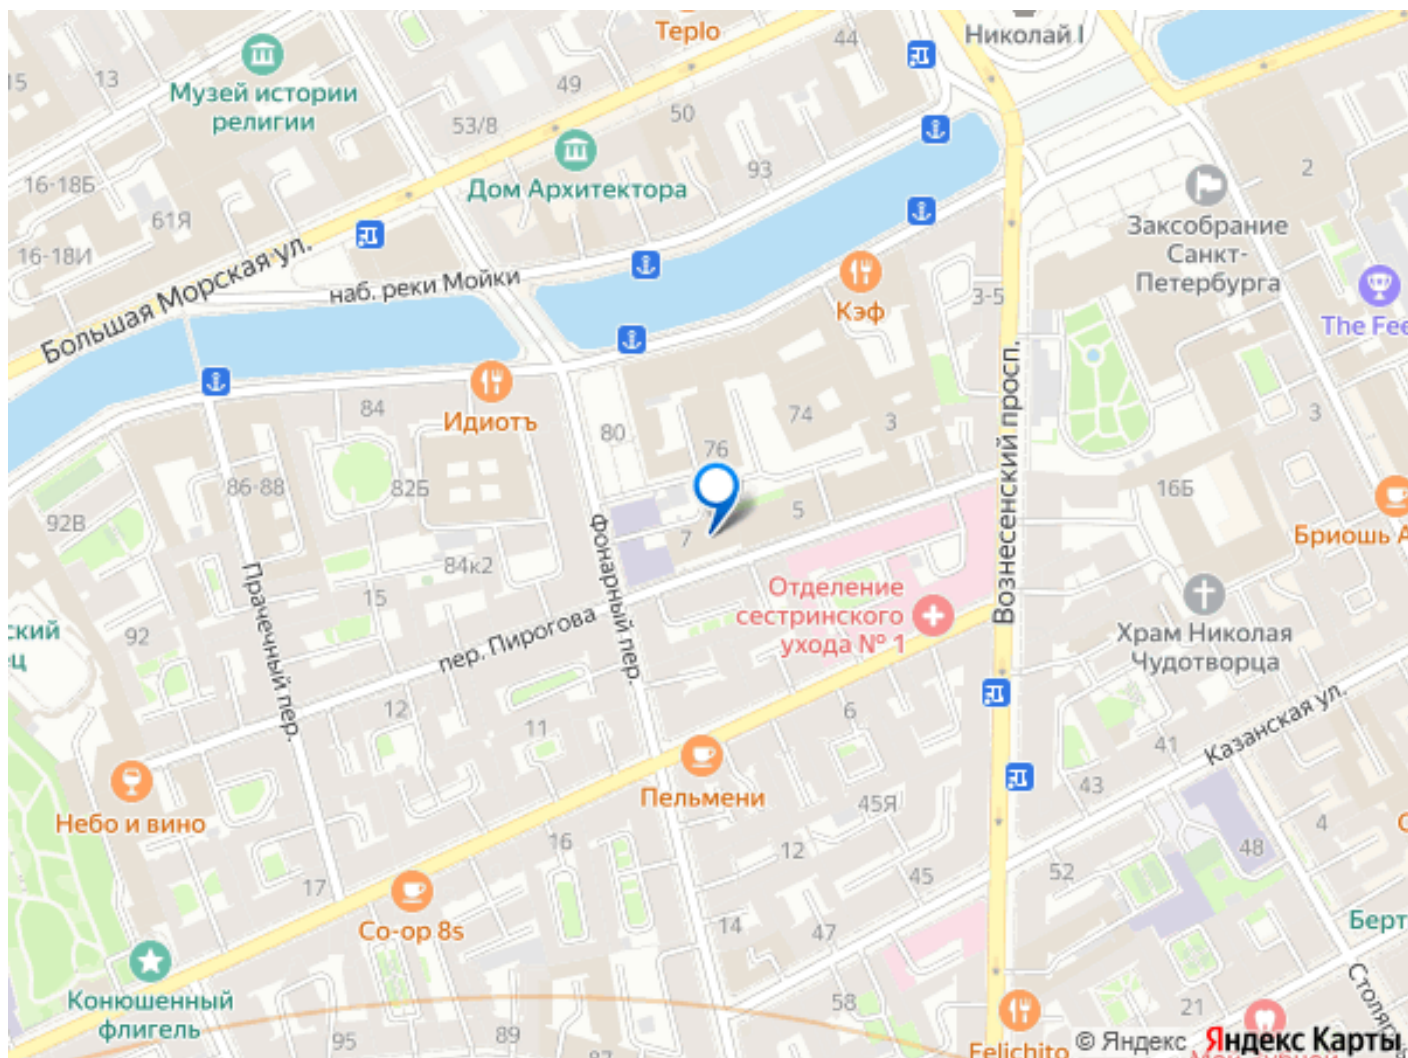 Teplo
44
Николай I
15
13
Музей истории
религии
49
50
53/8
Дом Архитектора
93
2
16-18Б
61Я
Заксобрание
Санкт-
Петербурга
16-18И
Большая Морская ул.
наб. реки Мойки
Кэф
3-5
The Fee
Идиотъ
84
80
74
3
3
76
Вознесенский просп.
86-88
82Б
16Б
92В
5
7
Бриошь А
фонарный пер.
84к2
Отделение
сестринского
ухода № 1
15
Прачечный пер.
пер. Пирогова
ский
ец
92
Храм Николая
Чудотворца
12
11
6
Казанская ул.
41
43
Пельмени
45Я
Небо и вино
16
12
4
48
17
45
52
Co-op 8s
14
47
Берт
Конюшенный
флигель
58
21
Столяр
95
89
87
Felichito
© Яндекс
Яндекс Карты